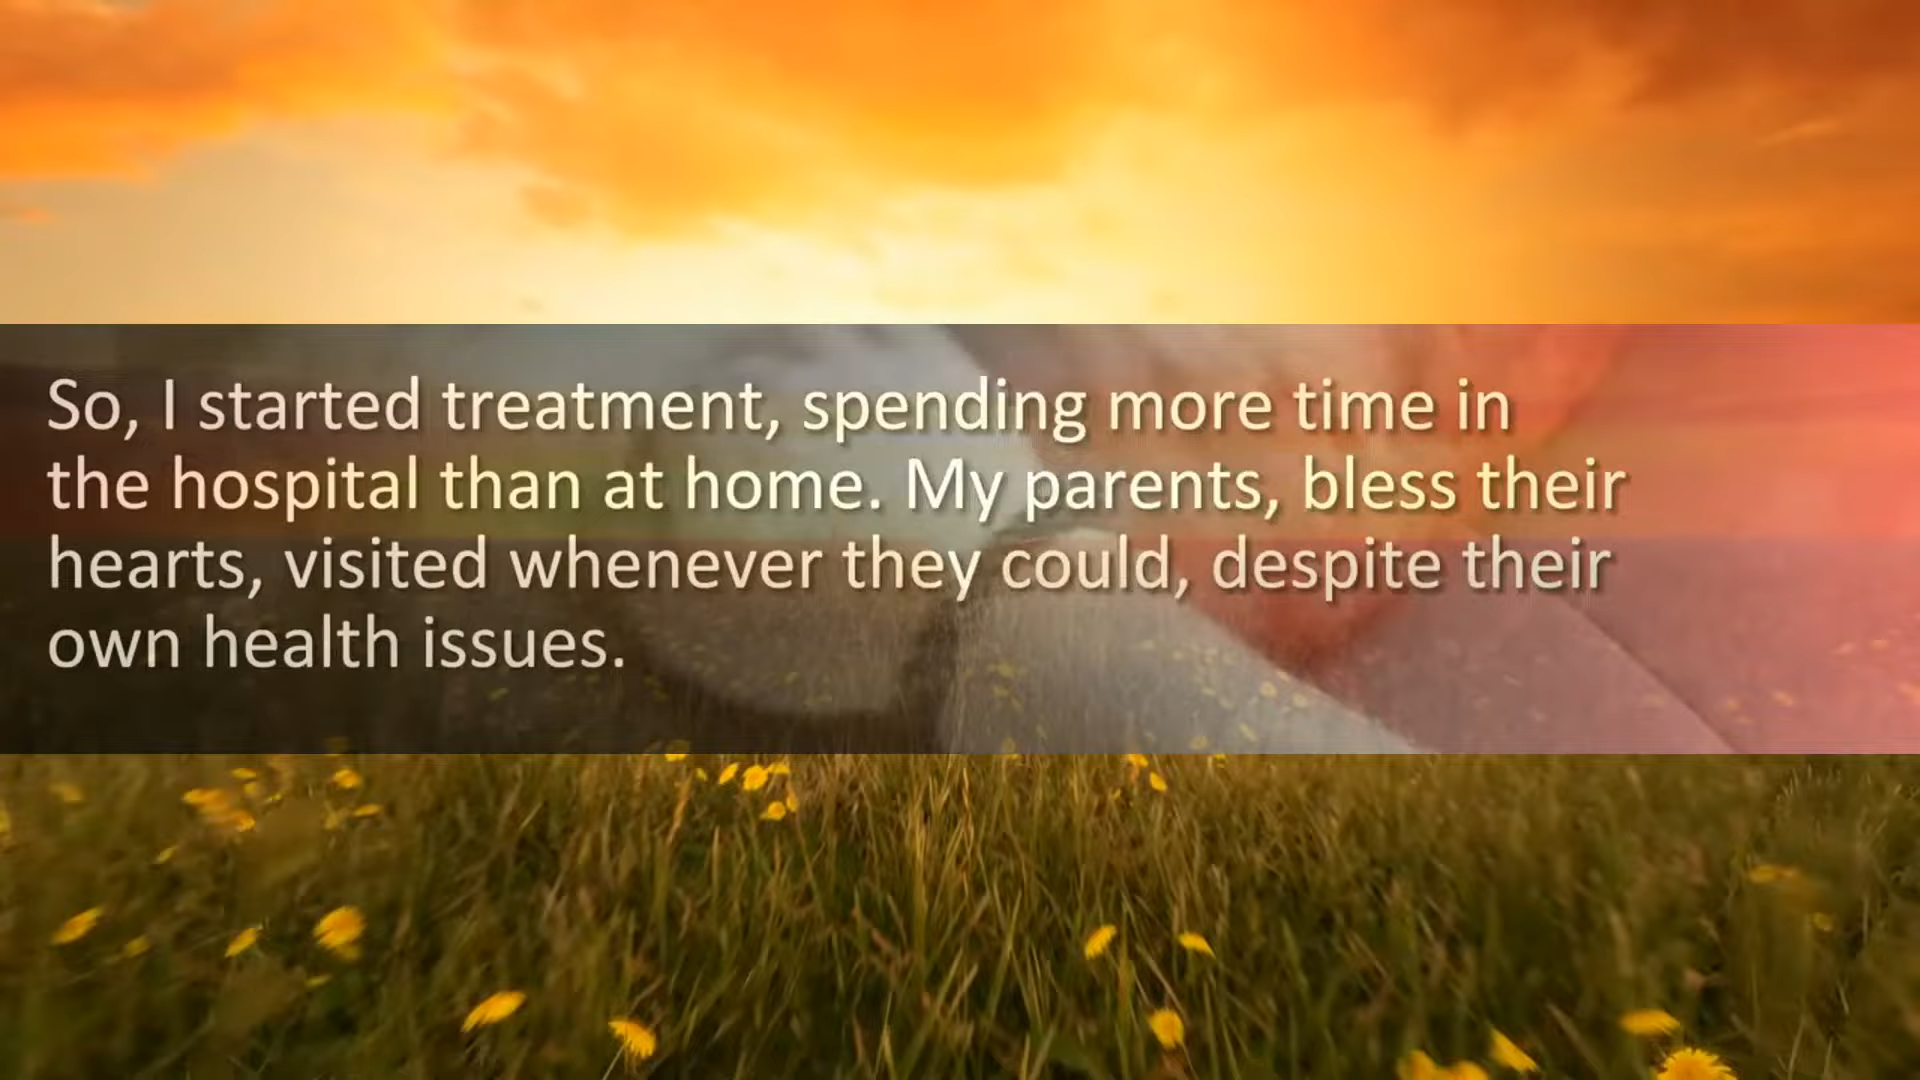 So, I started treatment, spending more time in
the hospital than at home. My parents, bless their
hearts, visited whenever they could, despite their
own health issues.